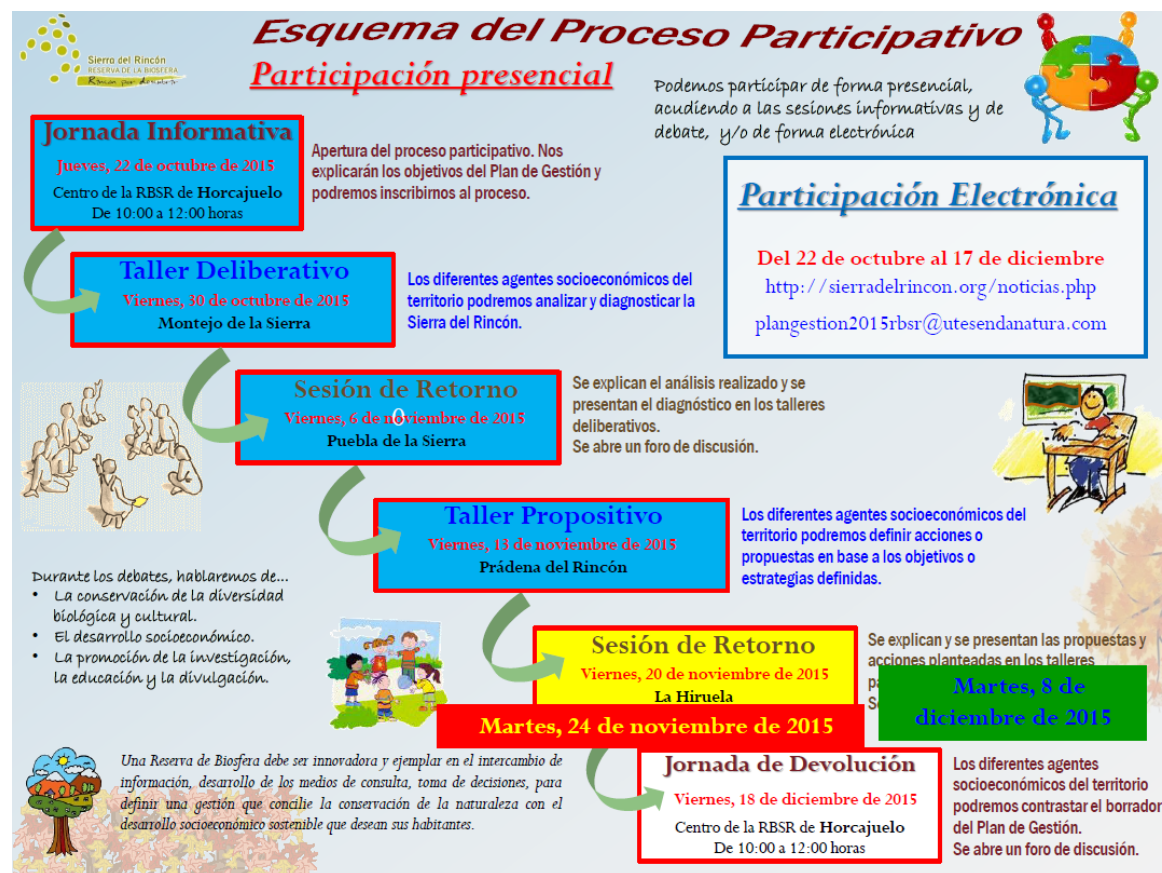 Esquema del Proceso Participativo
Sierra del Rincón
RESERVA DE LA BIOSFERA
Rincón por descubrir
Participación presencial
Podemos participar de forma presencial,
acudiendo a las sesiones informativas y de
debate, y/o de forma electrónica
Jornada Informativa
Jueves, 22 de octubre de 2015
Centro de la RBSR de Horcajuelo
De 10:00 a 12:00 horas
Apertura del proceso participativo. Nos
explicarán los objetivos del Plan de Gestión y
podremos inscribirnos al proceso.
Participación Electrónica
Del 22 de octubre al 17 de diciembre
http://sierradelrincon.org/noticias.php
plangestion2015rbsr@utesendanatura.com
Taller Deliberativo
Viernes, 30 de octubre de 2015
Montejo de la Sierra
Los diferentes agentes socioeconómicos del
territorio podremos analizar y diagnosticar la
Sierra del Rincón.
Sesión de Retorno
0
Viernes, 6 de noviembre de 2015
Puebla de la Sierra
Se explican el análisis realizado y se
presentan el diagnóstico en los talleres
deliberativos.
Se abre un foro de discusión.
Taller Propositivo
Viernes, 13 de noviembre de 2015
Prádena del Rincón
Los diferentes agentes socioeconómicos del
territorio podremos definir acciones o
propuestas en base a los objetivos o
estrategias definidas.
Durante los debates, hablaremos de...
• La conservación de la diversidad
biológica y cultural.
• El desarrollo socioeconómico.
• La promoción de la investigación,
la educación y la divulgación.
Sesión de Retorno
Viernes, 20 de noviembre de 2015
La Hiruela
Martes, 24 de noviembre de 2015
Se explican y se presentan las propuestas y
acciones planteadas en los talleres
Martes, 8 de
diciembre de 2015
Una Reserva de Biosfera debe ser innovadora y ejemplar en el intercambio de
información, desarrollo de los medios de consulta, toma de decisiones, para
definir una gestión que concilie la conservación de la naturaleza con el
desarrollo socioeconómico sostenible que desean sus habitantes.
Jornada de Devolución
Viernes, 18 de diciembre de 2015
Centro de la RBSR de Horcajuelo
De 10:00 a 12:00 horas
Los diferentes agentes
socioeconómicos del territorio
podremos contrastar el borrador
del Plan de Gestión.
Se abre un foro de discusión.